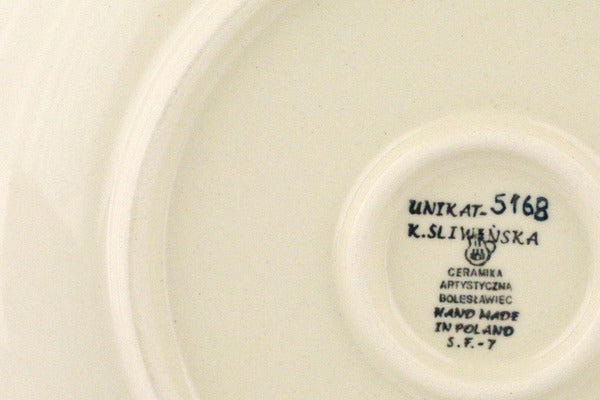 UNIKAT-5168
K.SLIWIŃSKA
CERAMIKA
ARTYSTYCZNA
BOLESŁAWIEC
HAND MADE
IN POLAND
S.F.-7